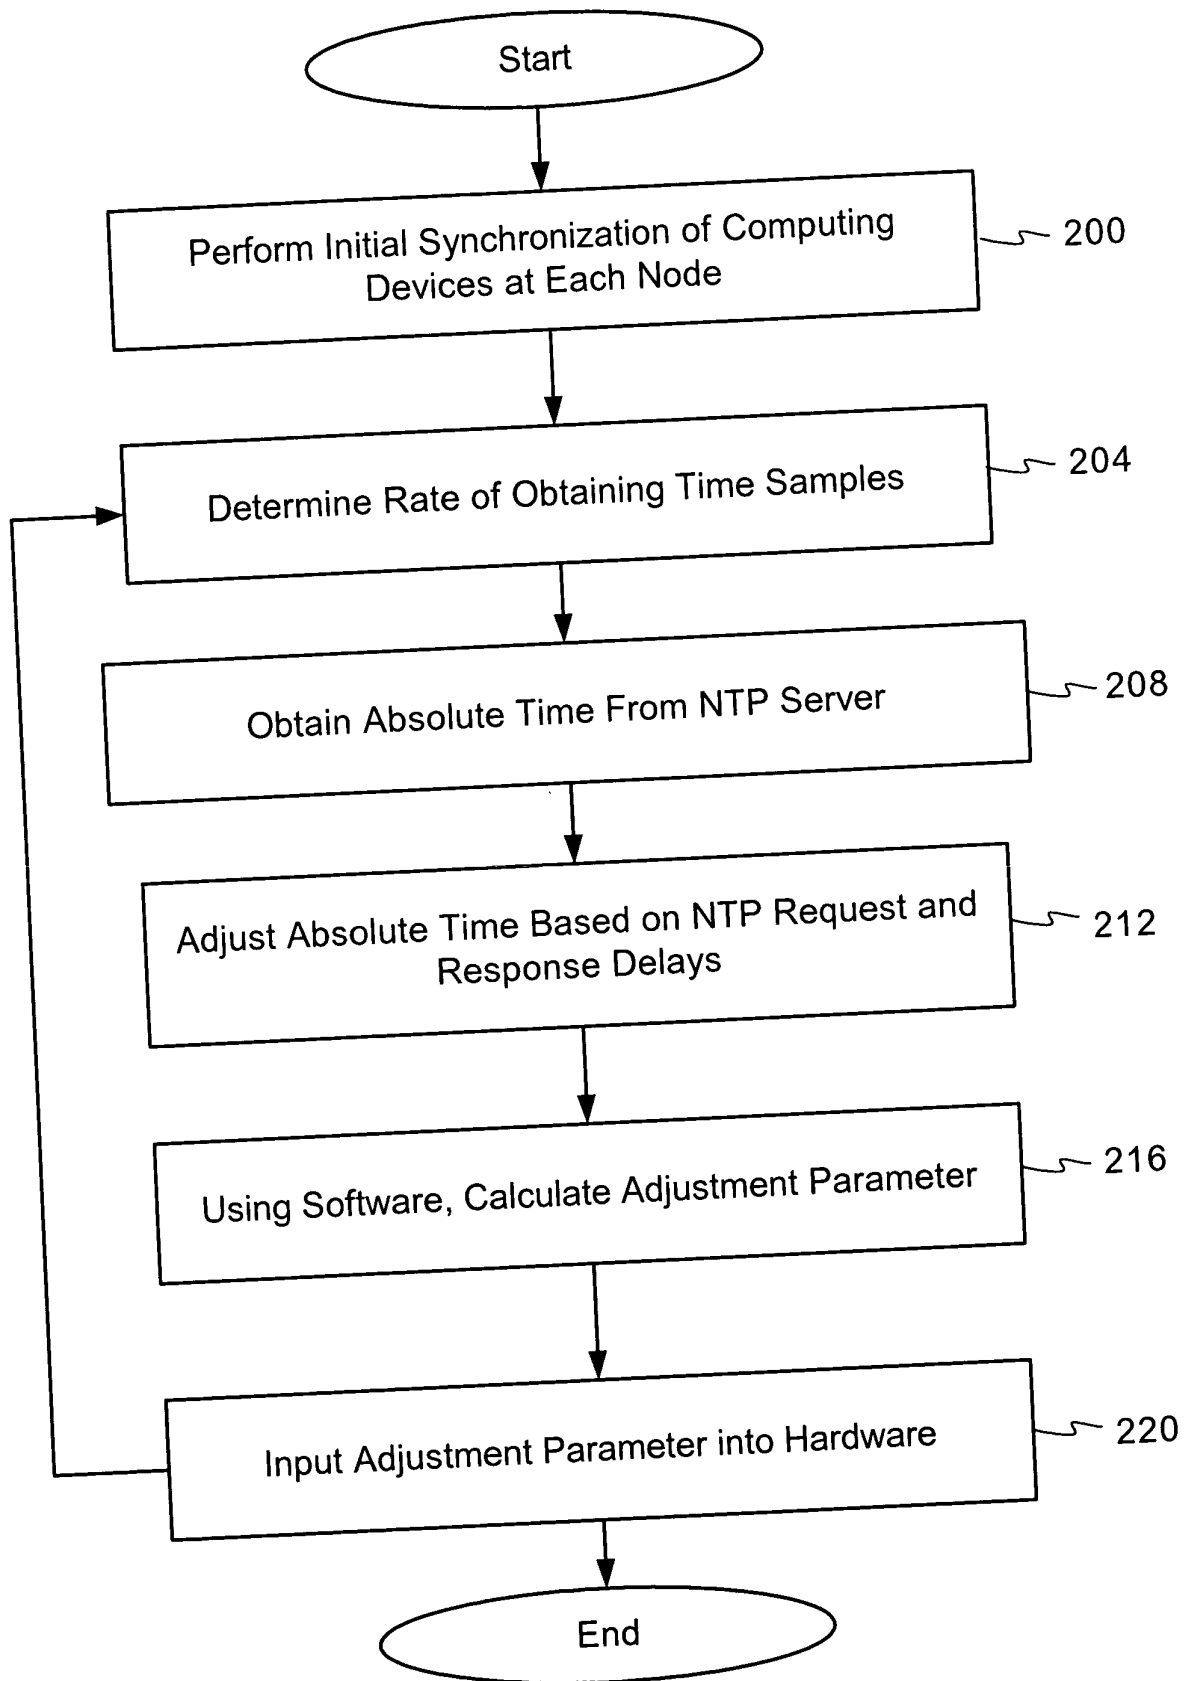 Start
Perform Initial Synchronization of Computing
Devices at Each Node
200
Determine Rate of Obtaining Time Samples
204
Obtain Absolute Time From NTP Server
208
Adjust Absolute Time Based on NTP Request and
Response Delays
212
Using Software, Calculate Adjustment Parameter
216
Input Adjustment Parameter into Hardware
220
End